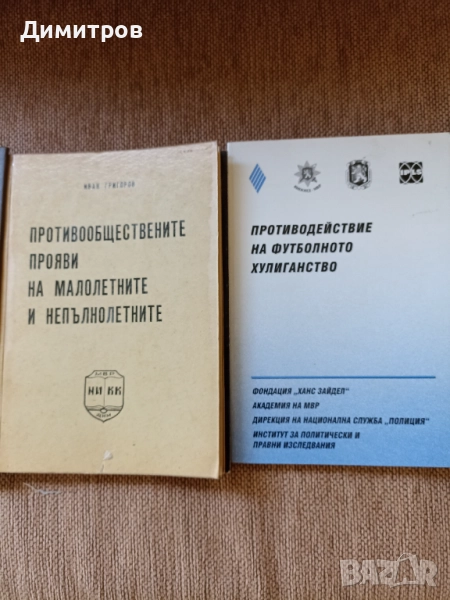 Димитров
ИВАН ГРИГОРОВ
ПРОТИВООБЩЕСТВЕНИТЕ
ПРОЯВИ
НА МАЛОЛЕТНИТЕ
И НЕПЪЛНОЛЕТНИТЕ
НИ КК
ПРОТИВОДЕЙСТВИЕ
НА ФУТБОЛНОТО
ХУЛИГАНСТВО
ФОНДАЦИЯ „ХАНС ЗАЙДЕЛ"
АКАДЕМИЯ НА МВР
ДИРЕКЦИЯ НА НАЦИОНАЛНА СЛУЖБА „ПОЛИЦИЯ"
ИНСТИТУТ ЗА ПОЛИТИЧЕСКИ И
ПРАВНИ ИЗСЛЕДВАНИЯ
BAZAR